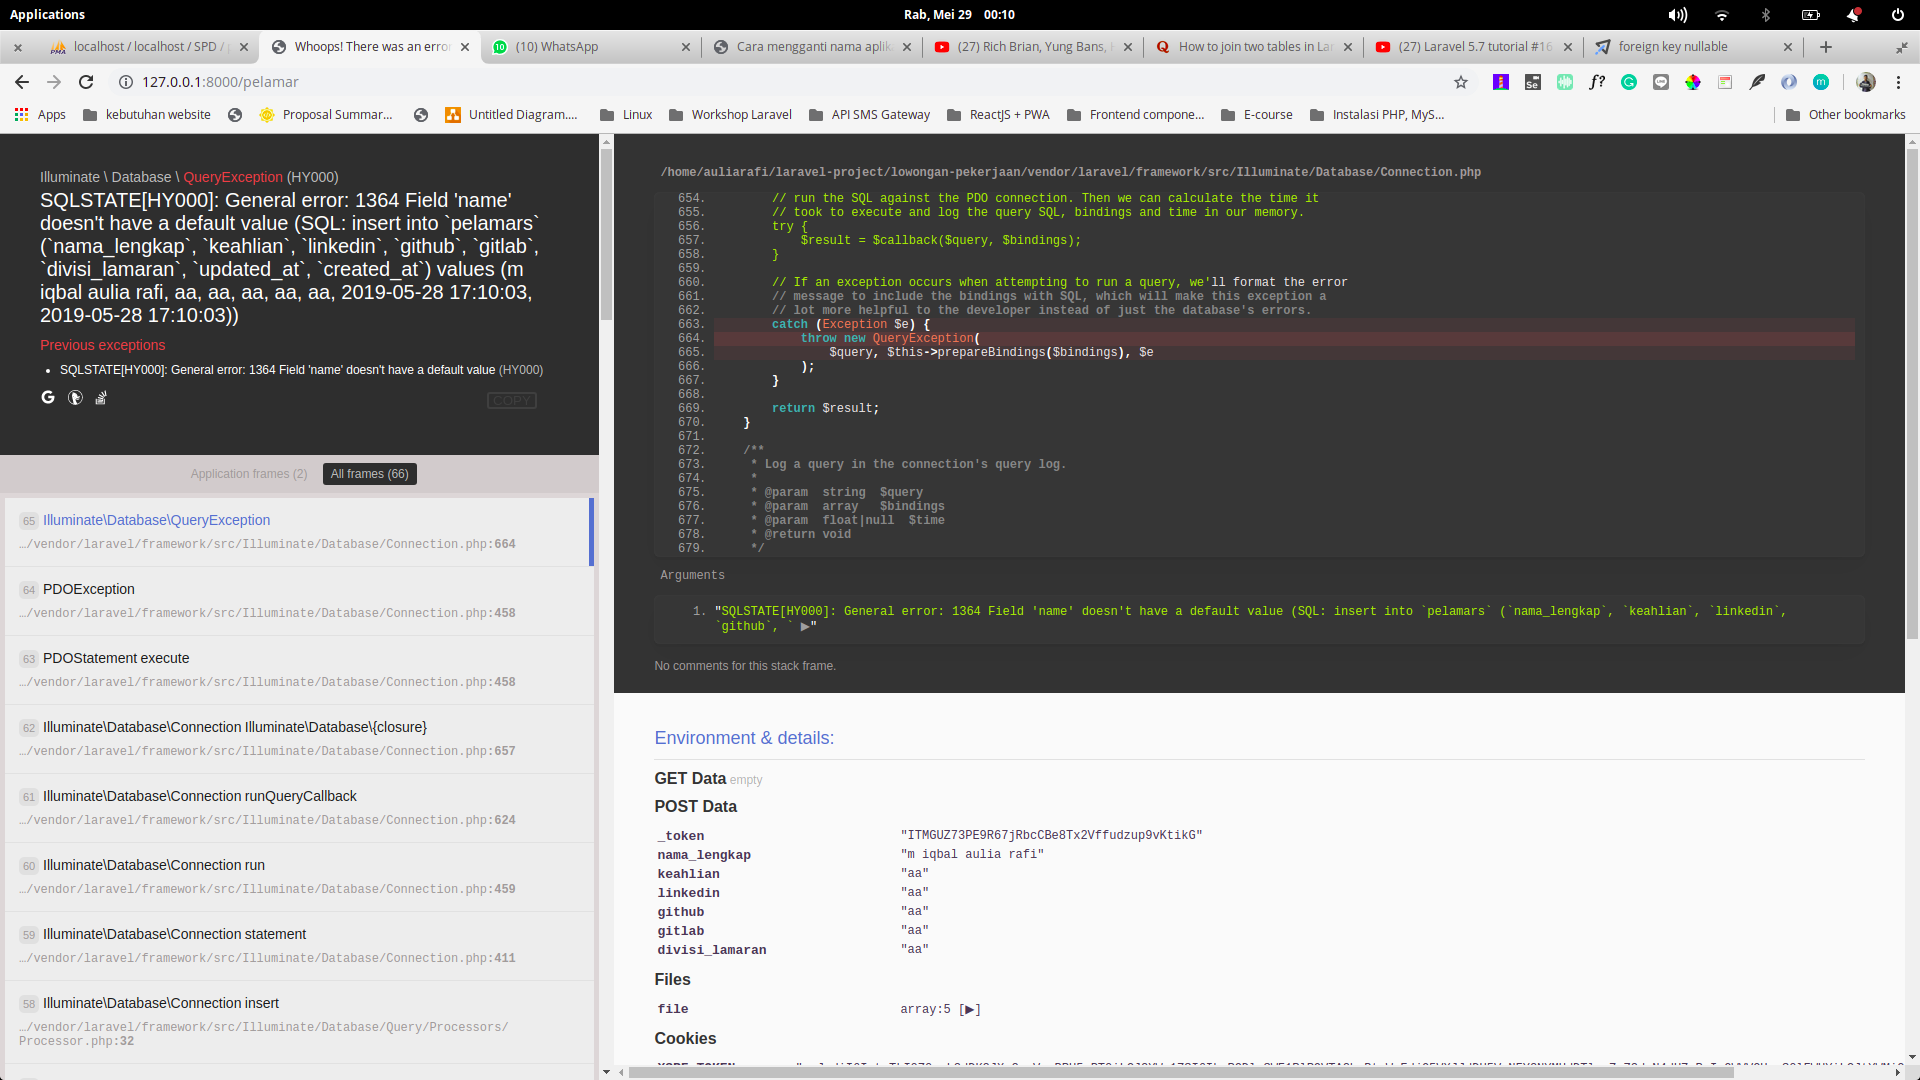 Applications
Rab, Mei 29 00:10
localhost / localhost / SPD /
Whoops! There was an erro
(10) WhatsApp
Cara mengganti nama aplik
(27) Rich Brian, Yung Bans,
How to join two tables in La
(27) Laravel 5.7 tutorial #16
foreign key nullable
127.0.0.1:8000/pelamar
Apps
kebutuhan website
Proposal Summar...
Untitled Diagram....
Linux
Workshop Laravel
API SMS Gateway
ReactJS + PWA
Frontend compone...
E-course
Instalasi PHP, MyS...
Other bookmarks
Illuminate \ Database \ QueryException (HY000)
SQLSTATE[HY000]: General error: 1364 Field 'name'
doesn't have a default value (SQL: insert into `pelamars`
(`nama_lengkap`, `keahlian`, `linkedin`, `github`, `gitlab`,
`divisi_lamaran`, `updated_at`, `created_at`) values (m
iqbal aulia rafi, aa, aa, aa, aa, aa, 2019-05-28 17:10:03,
2019-05-28 17:10:03))
Previous exceptions
• SQLSTATE[HY000]: General error: 1364 Field 'name' doesn't have a default value (HY000)
COPY
Application frames (2)
All frames (66)
65 Illuminate\Database\QueryException
…/vendor/laravel/framework/src/Illuminate/Database/Connection.php:664
64 PDOException
…/vendor/laravel/framework/src/Illuminate/Database/Connection.php:458
63 PDOStatement execute
…/vendor/laravel/framework/src/Illuminate/Database/Connection.php:458
62 Illuminate\Database\Connection Illuminate\Database\{closure}
…/vendor/laravel/framework/src/Illuminate/Database/Connection.php:657
61 Illuminate\Database\Connection runQueryCallback
…/vendor/laravel/framework/src/Illuminate/Database/Connection.php:624
60 Illuminate\Database\Connection run
…/vendor/laravel/framework/src/Illuminate/Database/Connection.php:459
59 Illuminate\Database\Connection statement
…/vendor/laravel/framework/src/Illuminate/Database/Connection.php:411
58 Illuminate\Database\Connection insert
…/vendor/laravel/framework/src/Illuminate/Database/Query/Processors/
Processor.php:32
/home/auliarafi/laravel-project/lowongan-pekerjaan/vendor/laravel/framework/src/Illuminate/Database/Connection.php
654. // run the SQL against the PDO connection. Then we can calculate the time it
655. // took to execute and log the query SQL, bindings and time in our memory.
656. try {
657. $result = $callback($query, $bindings);
658. }
659.
660. // If an exception occurs when attempting to run a query, we'll format the error
661. // message to include the bindings with SQL, which will make this exception a
662. // lot more helpful to the developer instead of just the database's errors.
663. catch (Exception $e) {
664. throw new QueryException(
665. $query, $this->prepareBindings($bindings), $e
666. );
667. }
668.
669. return $result;
670. }
671.
672. /**
673. * Log a query in the connection's query log.
674. *
675. * @param string $query
676. * @param array $bindings
677. * @param float|null $time
678. * @return void
679. */
Arguments
1. "SQLSTATE[HY000]: General error: 1364 Field 'name' doesn't have a default value (SQL: insert into `pelamars` (`nama_lengkap`, `keahlian`, `linkedin`,
`github`, ` ▶"
No comments for this stack frame.
Environment & details:
GET Data empty
POST Data
_token "ITMGUZ73PE9R67jRbcCBe8Tx2Vffudzup9vKtikG"
nama_lengkap "m iqbal aulia rafi"
keahlian "aa"
linkedin "aa"
github "aa"
gitlab "aa"
divisi_lamaran "aa"
Files
file array:5 [▶]
Cookies